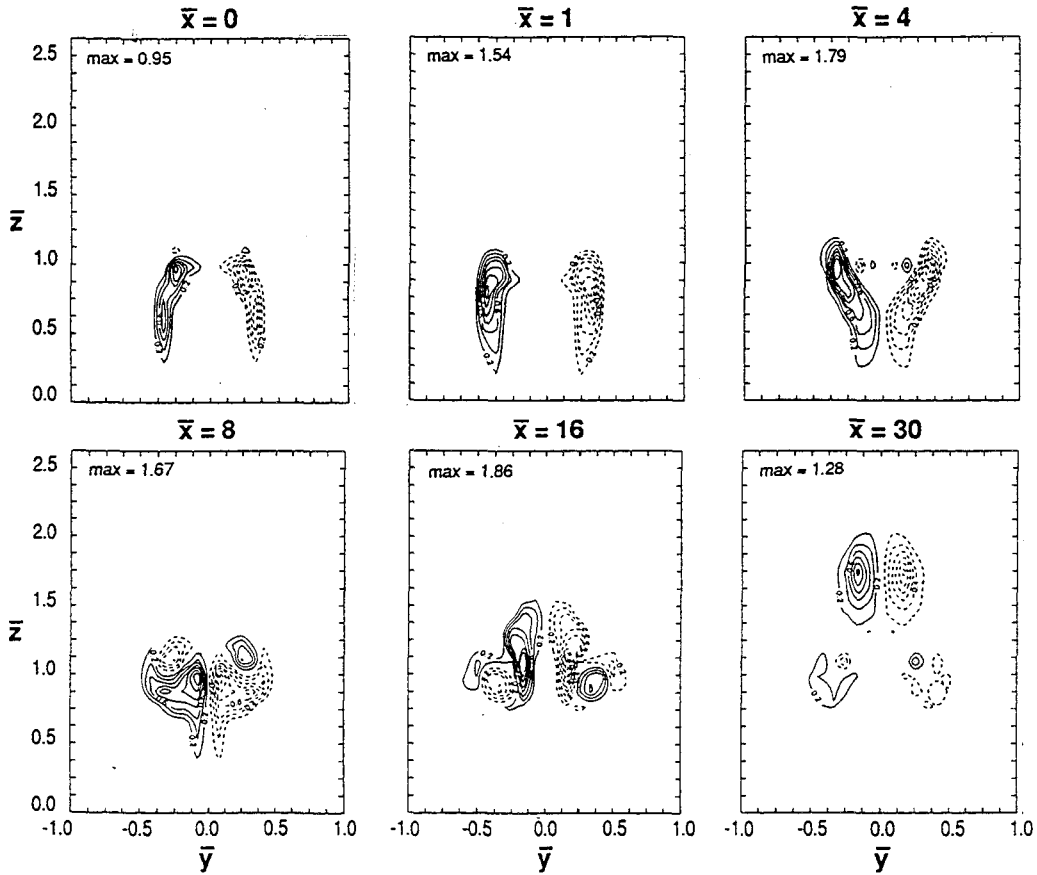 x̄ = 0
x̄ = 1
x̄ = 4
max = 0.95
max = 1.54
max = 1.79
2.5
2.0
1.5
1.0
0.5
0.0
z̄
x̄ = 8
x̄ = 16
x̄ = 30
max = 1.67
max = 1.86
max = 1.28
2.5
2.0
1.5
1.0
0.5
0.0
z̄
-1.0 -0.5 0.0 0.5 1.0
-1.0 -0.5 0.0 0.5 1.0
-1.0 -0.5 0.0 0.5 1.0
ȳ
ȳ
ȳ